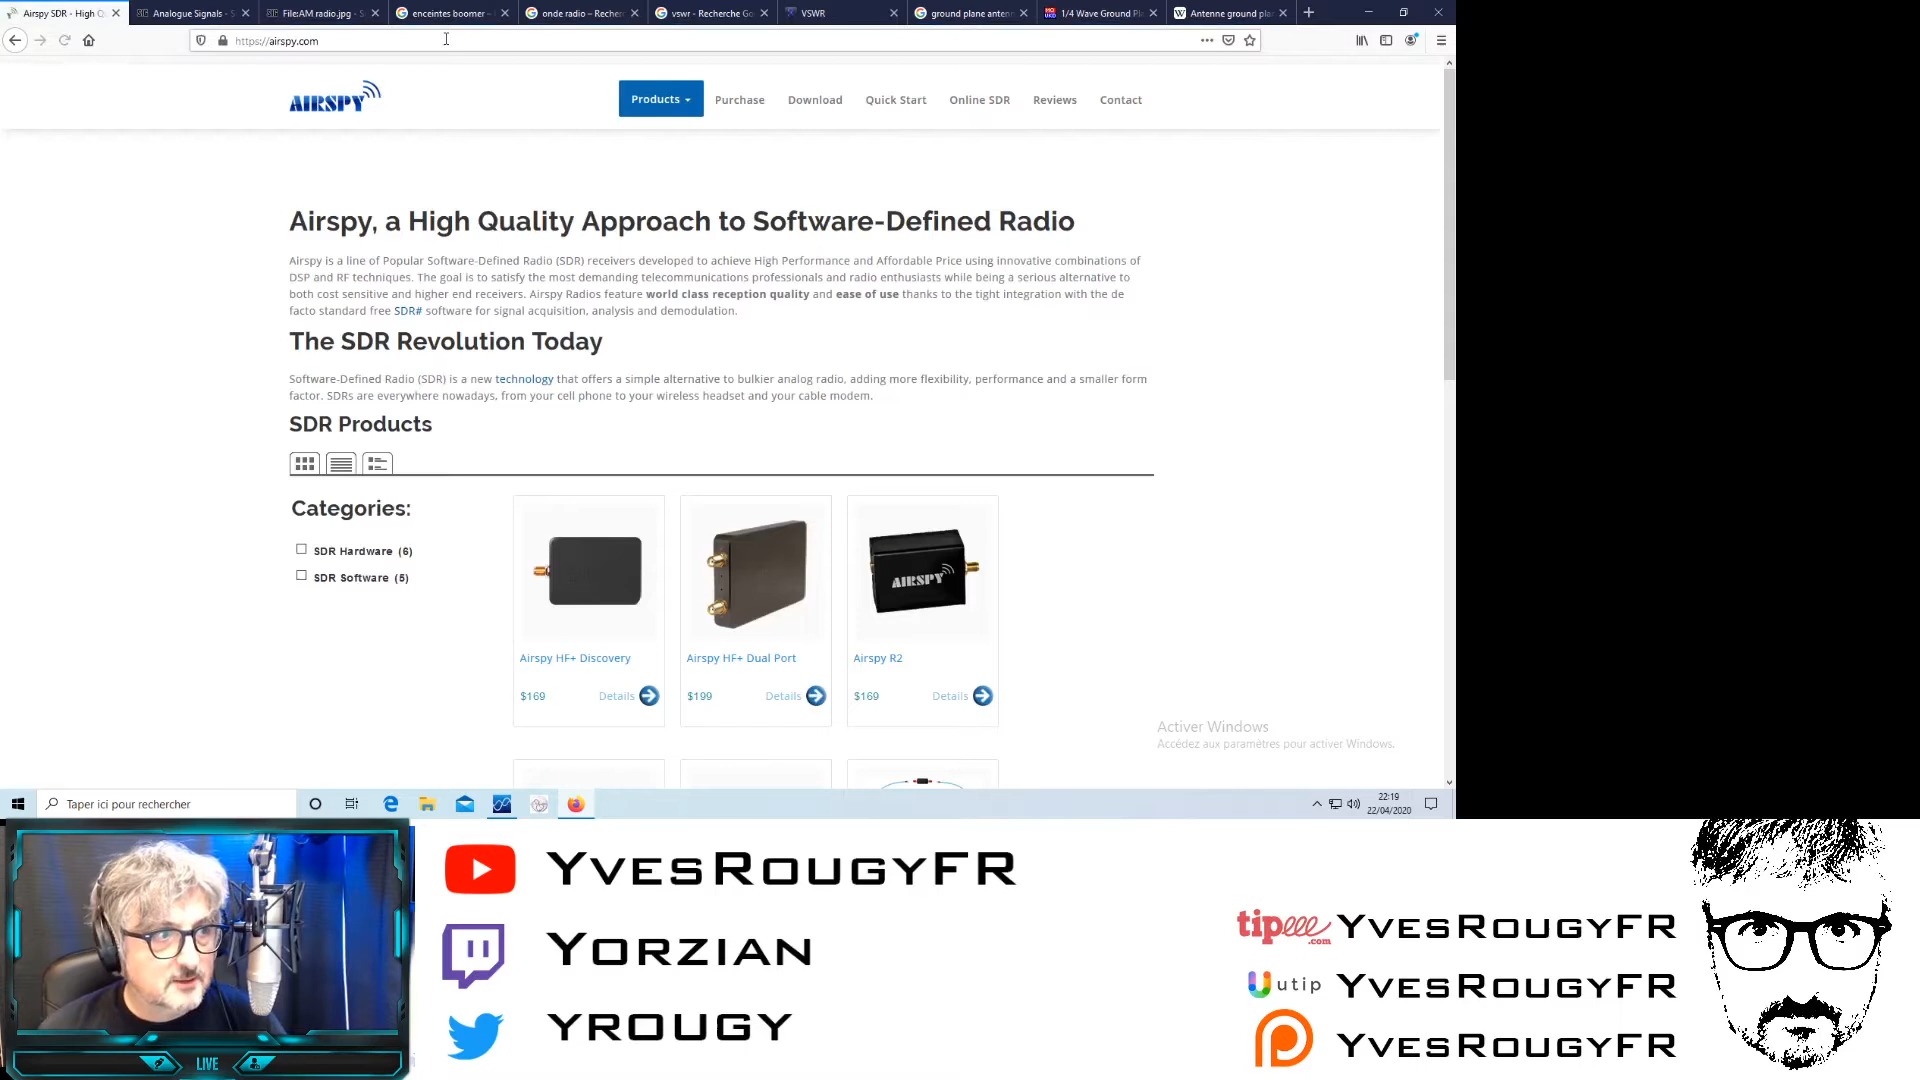 Airspy SDR - High Q
Analogue Signals - S
File:AM radio.jpg - S
enceintes boomer –
onde radio – Recher
vswr - Recherche Go
VSWR
ground plane anten
1/4 Wave Ground Pl
Antenne ground pla
https://airspy.com
AIRSPY
Products
Purchase
Download
Quick Start
Online SDR
Reviews
Contact
Airspy, a High Quality Approach to Software-Defined Radio
Airspy is a line of Popular Software-Defined Radio (SDR) receivers developed to achieve High Performance and Affordable Price using innovative combinations of
DSP and RF techniques. The goal is to satisfy the most demanding telecommunications professionals and radio enthusiasts while being a serious alternative to
both cost sensitive and higher end receivers. Airspy Radios feature world class reception quality and ease of use thanks to the tight integration with the de
facto standard free SDR# software for signal acquisition, analysis and demodulation.
The SDR Revolution Today
Software-Defined Radio (SDR) is a new technology that offers a simple alternative to bulkier analog radio, adding more flexibility, performance and a smaller form
factor. SDRs are everywhere nowadays, from your cell phone to your wireless headset and your cable modem.
SDR Products
Categories:
SDR Hardware (6)
SDR Software (5)
AIRSPY
Airspy HF+ Discovery
Airspy HF+ Dual Port
Airspy R2
$169 Details
$199 Details
$169 Details
Activer Windows
Accédez aux paramètres pour activer Windows.
Taper ici pour rechercher
22:19
22/04/2020
LIVE
YvesRougyFR
Yorzian
YROUGY
tipeee.com YvesRougyFR
utip YvesRougyFR
YvesRougyFR